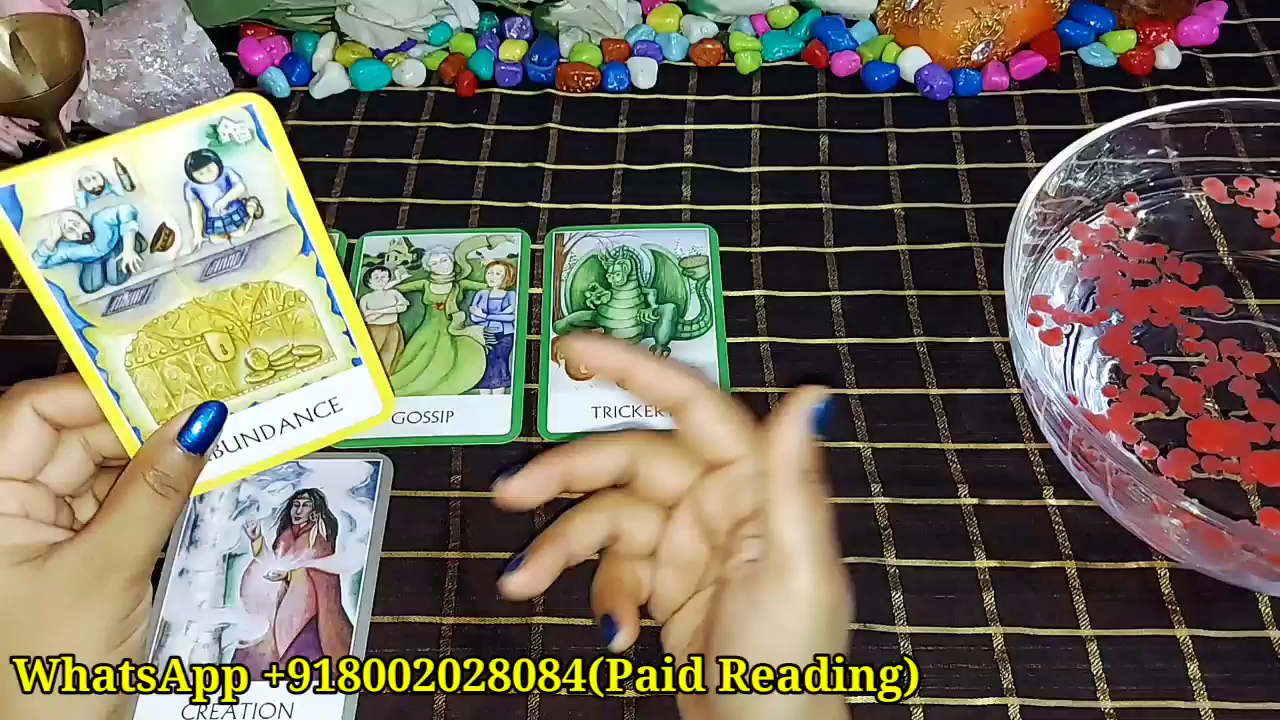 BUNDANCE
GOSSIP
TRICKER
CREATION
WhatsApp +918002028084(Paid Reading)